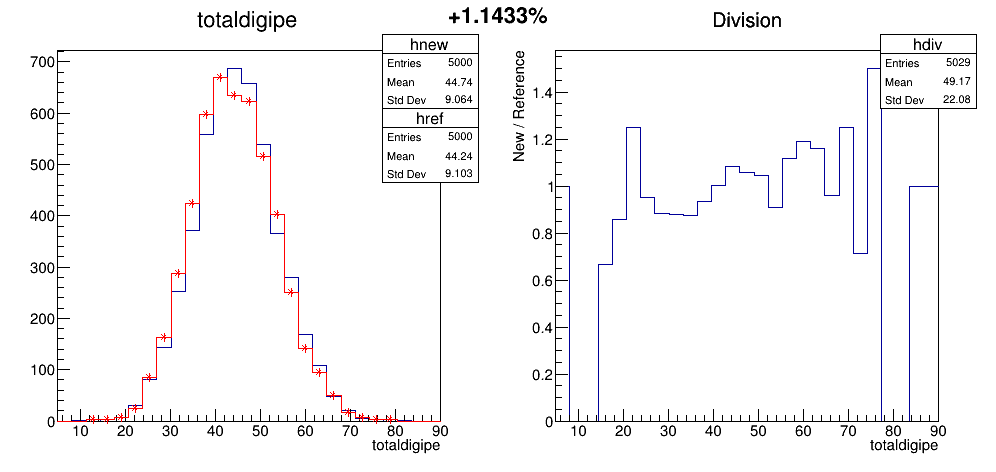 +1.1433%
totaldigipe
hnew
Entries 5000
Mean 44.74
Std Dev 9.064
href
Entries 5000
Mean 44.24
Std Dev 9.103
700
600
500
400
300
200
100
0
10 20 30 40 50 60 70 80 90
totaldigipe
Division
hdiv
Entries 5029
Mean 49.17
Std Dev 22.08
New / Reference
1.4
1.2
1
0.8
0.6
0.4
0.2
0
10 20 30 40 50 60 70 80 90
totaldigipe